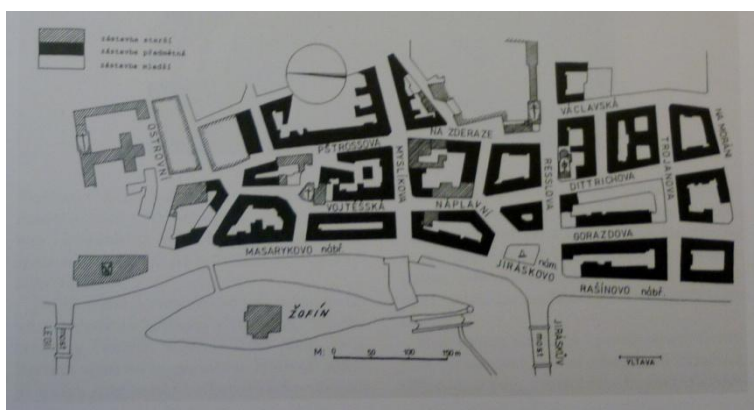 zástavba starší
zástavba předmětná
zástavba mladší
OSTROVNÍ
PŠTROSSOVA
MYSLÍKOVA
NA ZDERAZE
VÁCLAVSKÁ
NA MORÁNI
TROJANOVA
RESSLOVA
DITTRICHOVA
VOJTĚŠSKÁ
NÁPLAVNÍ
GORAZDOVA
MASARYKOVO nábř.
JIRÁSKOVO nám.
RAŠÍNOVO nábř.
ŽOFÍN
LEGIÍ
most
JIRÁSKŮV
most
M: 0 50 100 150 m
VLTAVA